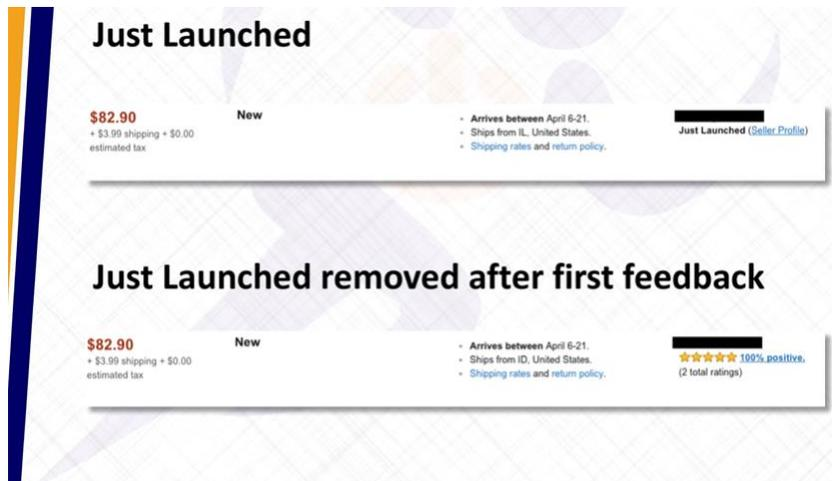 Just Launched
$82.90
+ $3.99 shipping + $0.00
estimated tax
New
• Arrives between April 6-21.
• Ships from IL, United States.
• Shipping rates and return policy.
Just Launched (Seller Profile)
Just Launched removed after first feedback
$82.90
+ $3.99 shipping + $0.00
estimated tax
New
• Arrives between April 6-21.
• Ships from ID, United States.
• Shipping rates and return policy.
100% positive.
(2 total ratings)